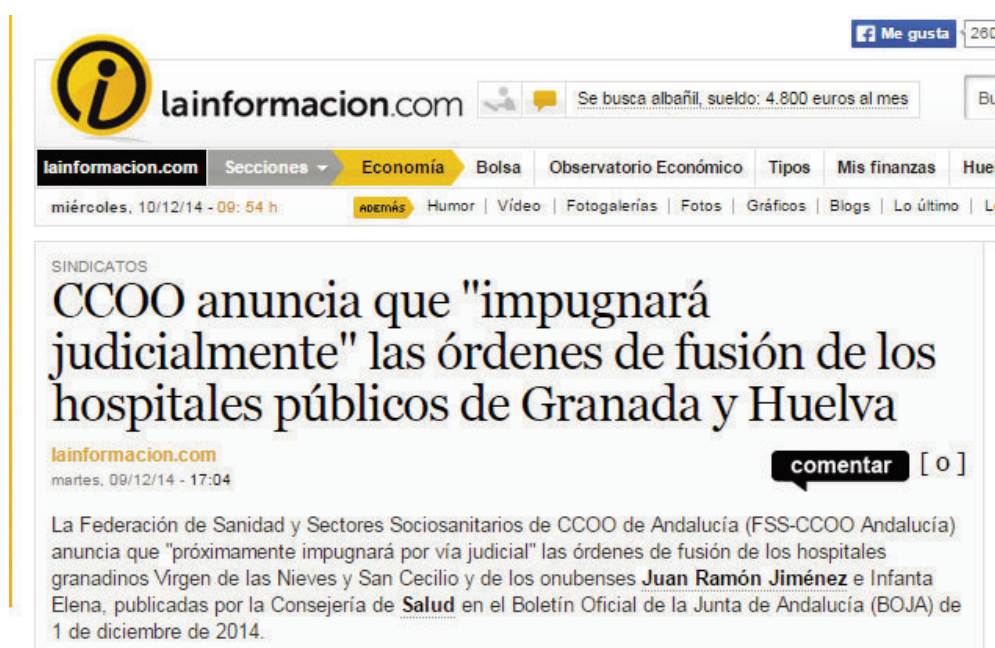 Me gusta 260
lainformacion.com Se busca albañil, sueldo: 4.800 euros al mes
lainformacion.com Secciones Economía Bolsa Observatorio Económico Tipos Mis finanzas
miércoles, 10/12/14 - 09: 54 h ADEMÁS Humor | Vídeo | Fotogalerías | Fotos | Gráficos | Blogs | Lo último |
SINDICATOS
CCOO anuncia que "impugnará
judicialmente" las órdenes de fusión de los
hospitales públicos de Granada y Huelva
lainformacion.com
martes, 09/12/14 - 17:04
comentar [ 0 ]
La Federación de Sanidad y Sectores Sociosanitarios de CCOO de Andalucía (FSS-CCOO Andalucía)
anuncia que "próximamente impugnará por vía judicial" las órdenes de fusión de los hospitales
granadinos Virgen de las Nieves y San Cecilio y de los onubenses Juan Ramón Jiménez e Infanta
Elena, publicadas por la Consejería de Salud en el Boletín Oficial de la Junta de Andalucía (BOJA) de
1 de diciembre de 2014.